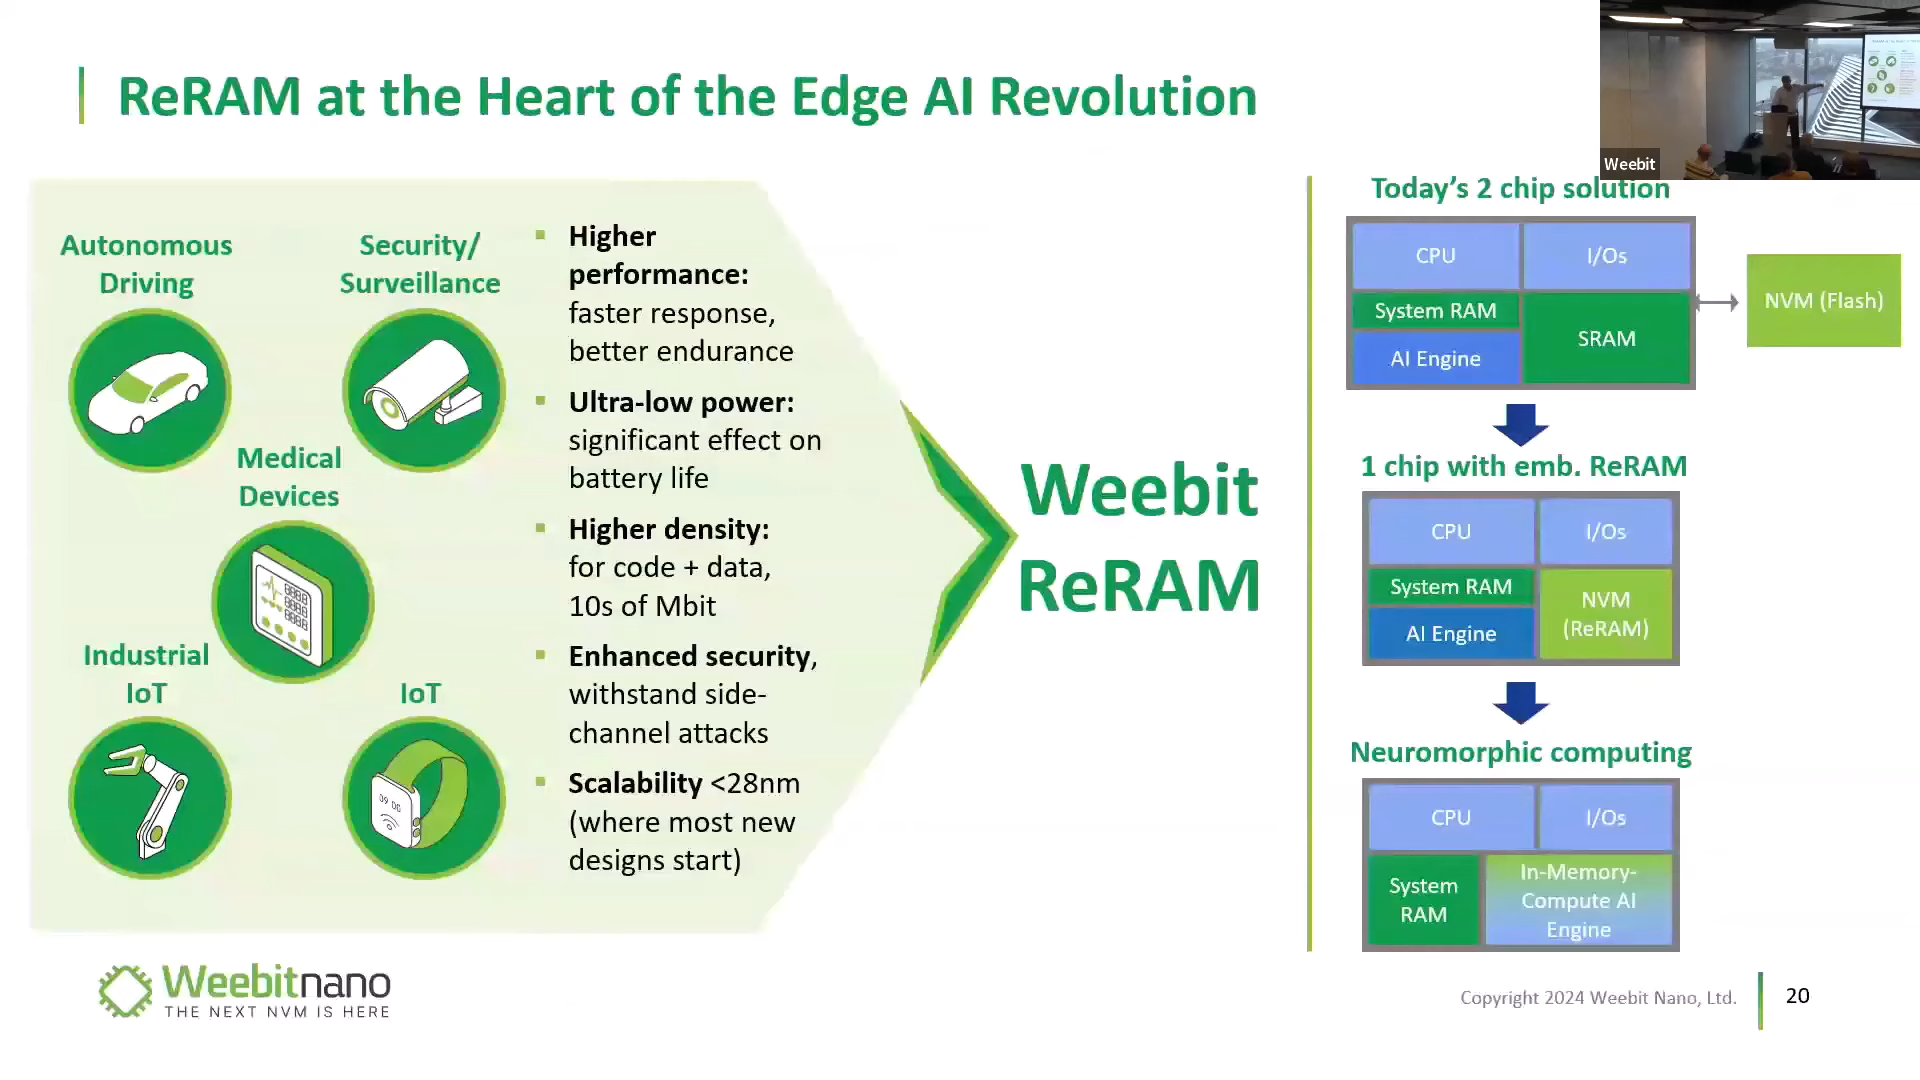 ReRAM at the Heart of the Edge AI Revolution
Weebit
Autonomous
Driving
Security/
Surveillance
Medical
Devices
Industrial
IoT
IoT
Higher
performance:
faster response,
better endurance
Ultra-low power:
significant effect on
battery life
Higher density:
for code + data,
10s of Mbit
Enhanced security,
withstand side-
channel attacks
Scalability <28nm
(where most new
designs start)
Weebit
ReRAM
Today's 2 chip solution
CPU
I/Os
System RAM
SRAM
AI Engine
NVM (Flash)
1 chip with emb. ReRAM
CPU
I/Os
System RAM
NVM
(ReRAM)
AI Engine
Neuromorphic computing
CPU
I/Os
System
RAM
In-Memory-
Compute AI
Engine
Weebitnano
THE NEXT NVM IS HERE
Copyright 2024 Weebit Nano, Ltd.
20